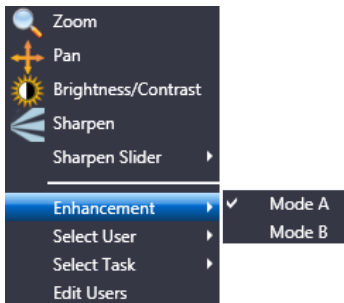 Zoom
Pan
Brightness/Contrast
Sharpen
Sharpen Slider
Enhancement
Mode A
Mode B
Select User
Select Task
Edit Users